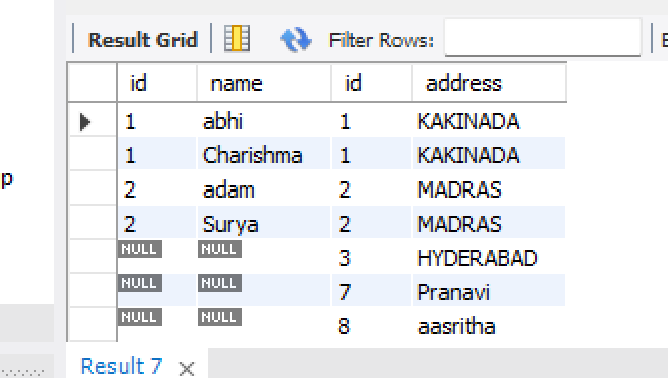 Result Grid Filter Rows: E
id name id address
1 abhi 1 KAKINADA
1 Charishma 1 KAKINADA
p
2 adam 2 MADRAS
2 Surya 2 MADRAS
NULL NULL 3 HYDERABAD
NULL NULL 7 Pranavi
NULL NULL 8 aasritha
Result 7 ×